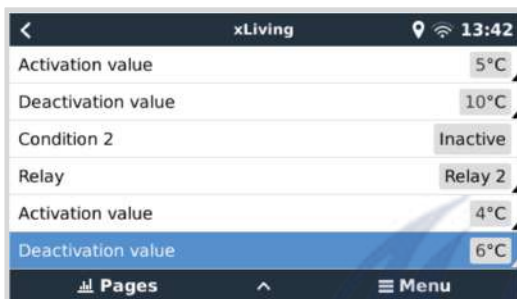 xLiving 13:42
Activation value 5°C
Deactivation value 10°C
Condition 2 Inactive
Relay Relay 2
Activation value 4°C
Deactivation value 6°C
Pages Menu